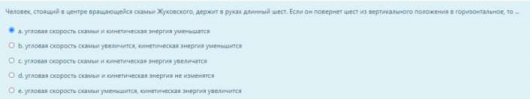 Человек, стоящий в центре вращающейся скамьи Жуковского, держит в руках длинный шест. Если он повернет шест из вертикального положения в горизонтальное, то ...
a. угловая скорость скамьи и кинетическая энергия уменьшатся
b. угловая скорость скамьи увеличится, кинетическая энергия уменьшится
c. угловая скорость скамьи и кинетическая энергия увеличатся
d. угловая скорость скамьи и кинетическая энергия не изменятся
e. угловая скорость скамьи уменьшится, кинетическая энергия увеличится